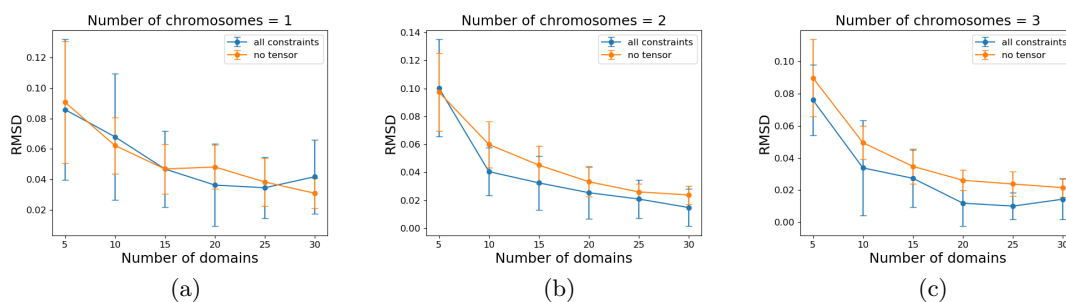 Number of chromosomes = 1
all constraints
no tensor
RMSD
0.12
0.10
0.08
0.06
0.04
0.02
5 10 15 20 25 30
Number of domains
(a)
Number of chromosomes = 2
all constraints
no tensor
RMSD
0.14
0.12
0.10
0.08
0.06
0.04
0.02
0.00
5 10 15 20 25 30
Number of domains
(b)
Number of chromosomes = 3
all constraints
no tensor
RMSD
0.10
0.08
0.06
0.04
0.02
0.00
5 10 15 20 25 30
Number of domains
(c)